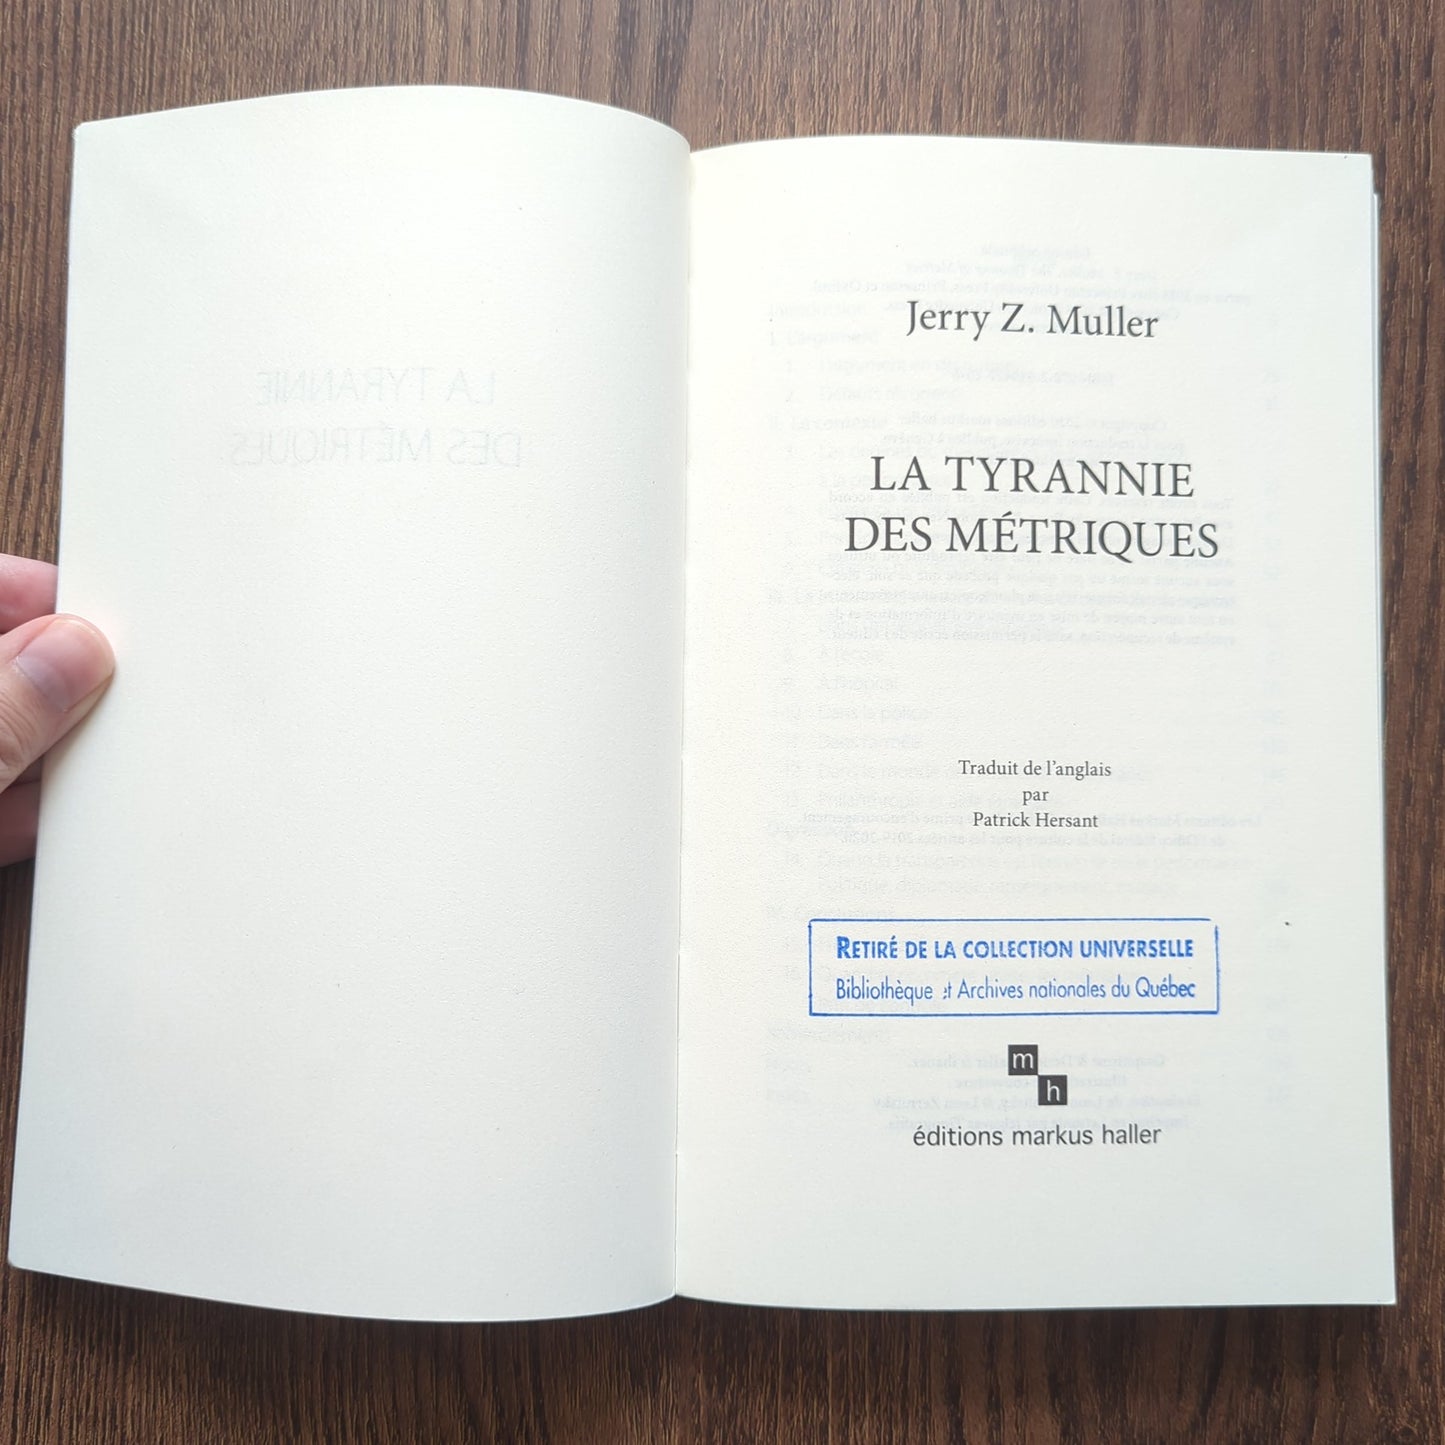 Jerry Z. Muller
LA TYRANNIE
DES MÉTRIQUES
Traduit de l'anglais
par
Patrick Hersant
RETIRÉ DE LA COLLECTION UNIVERSELLE
Bibliothèque et Archives nationales du Québec
m
h
éditions markus haller